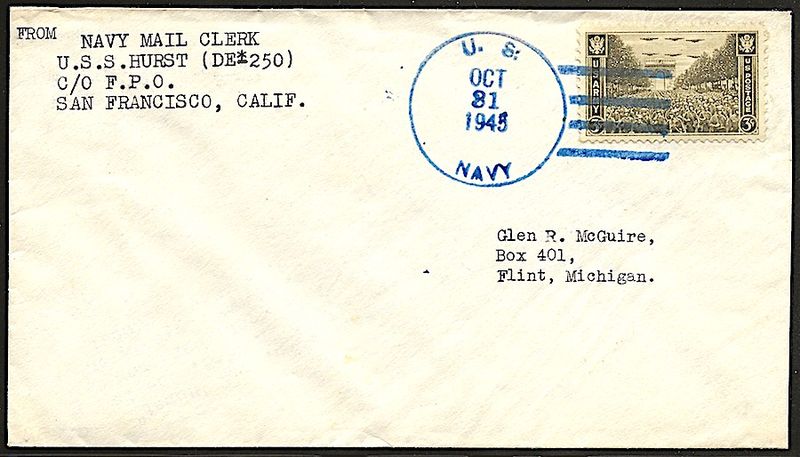 FROM NAVY MAIL CLERK
U.S.S.HURST (DE*250)
C/O F.P.O.
SAN FRANCISCO, CALIF.
U. S.
OCT
31
1945
NAVY
U S ARMY
US POSTAGE
3¢
3¢
Glen R. McGuire,
Box 401,
Flint, Michigan.